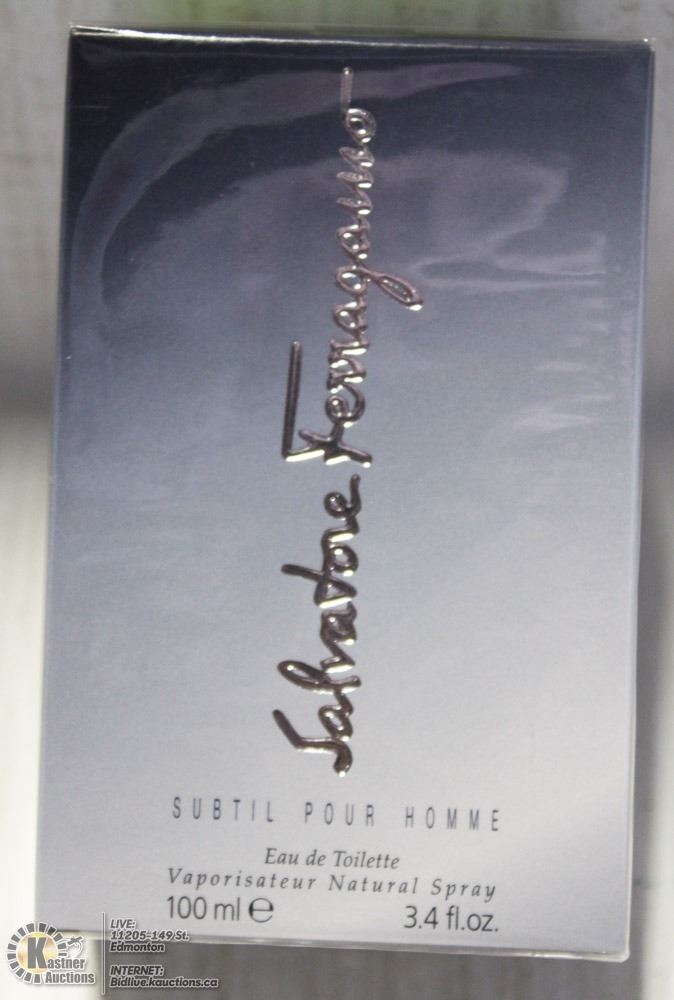 Salvatore Ferragamo
SUBTIL POUR HOMME
Eau de Toilette
Vaporisateur Natural Spray
100 ml ℮ 3.4 fl.oz.
Kastner
Auctions
LIVE:
11205-149 St.
Edmonton
INTERNET:
Bidlive.kauctions.ca